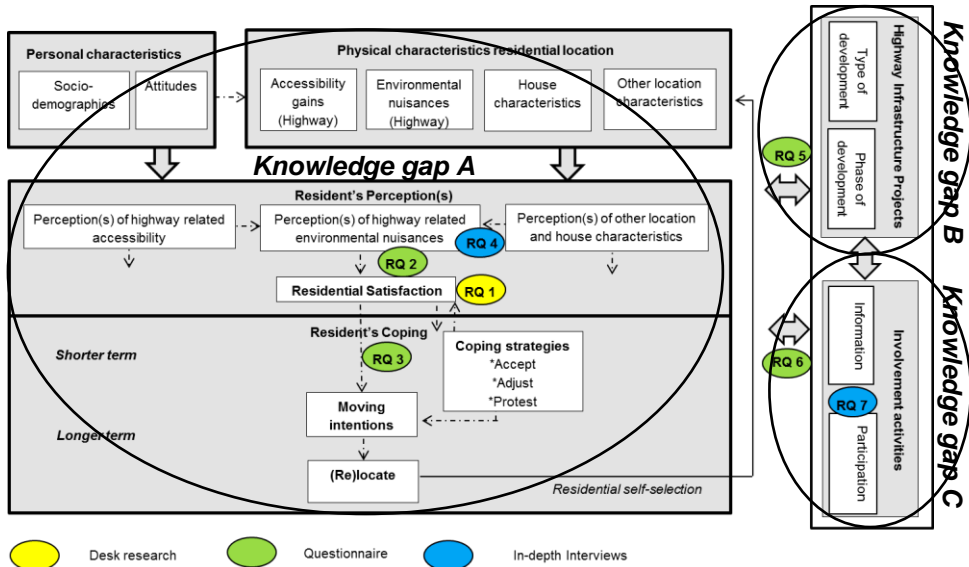 Personal characteristics
Socio-
demographics
Attitudes
Physical characteristics residential location
Accessibility
gains
(Highway)
Environmental
nuisances
(Highway)
House
characteristics
Other location
characteristics
Knowledge gap A
Resident's Perception(s)
Perception(s) of highway related
accessibility
Perception(s) of highway related
environmental nuisances
Perception(s) of other location
and house characteristics
RQ 4
RQ 2
Residential Satisfaction
RQ 1
Resident's Coping
Shorter term
RQ 3
Coping strategies
*Accept
*Adjust
*Protest
Moving
intentions
Longer term
(Re)locate
Residential self-selection
Highway Infrastructure Projects
Type of
development
Phase of
development
RQ 5
Knowledge gap B
Involvement activities
Information
RQ 6
RQ 7
Participation
Knowledge gap C
Desk research
Questionnaire
In-depth Interviews